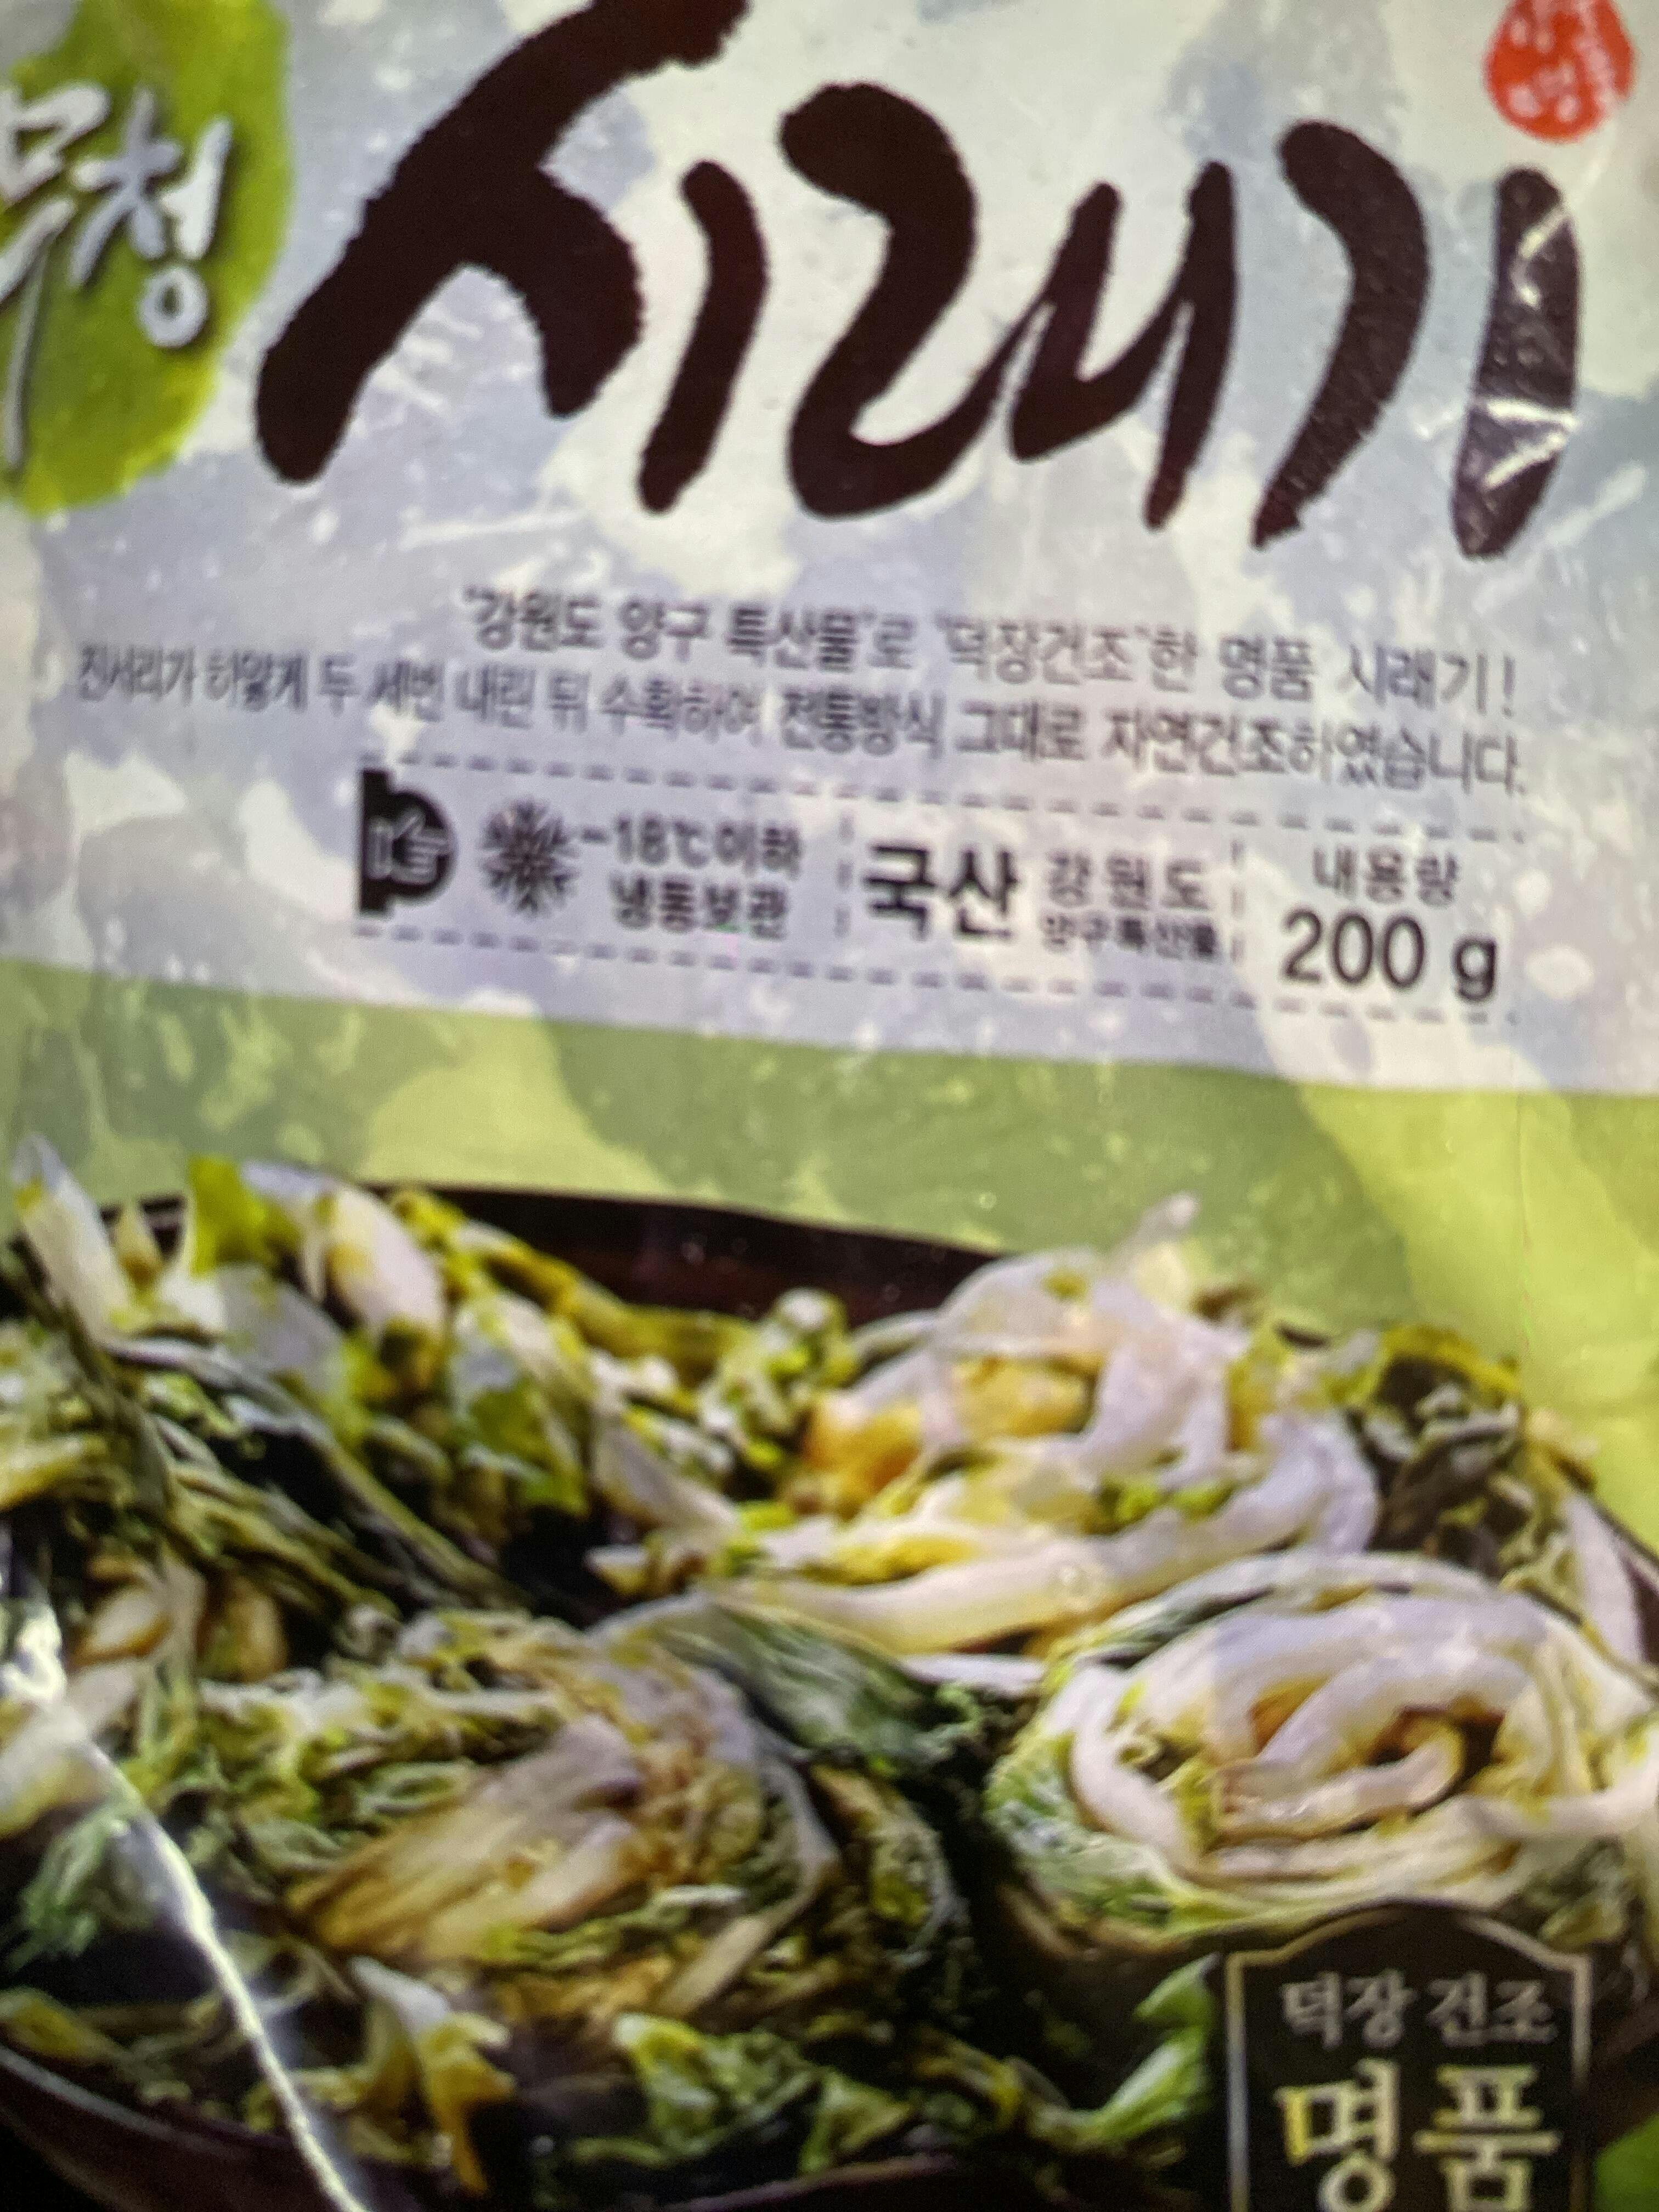 무청
시래기
"강원도 양구 특산물"로 "덕장건조"한 명품 시래기!
진서리가 하얗게 두 세번 내린 뒤 수확하여 전통방식 그대로 자연건조하였습니다.
-18℃이하
냉동보관
국산 강원도
양구특산물
내용량
200 g
덕장 건조
명품